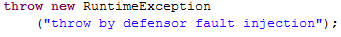 throw new RuntimeException
("throw by defensor fault injection");